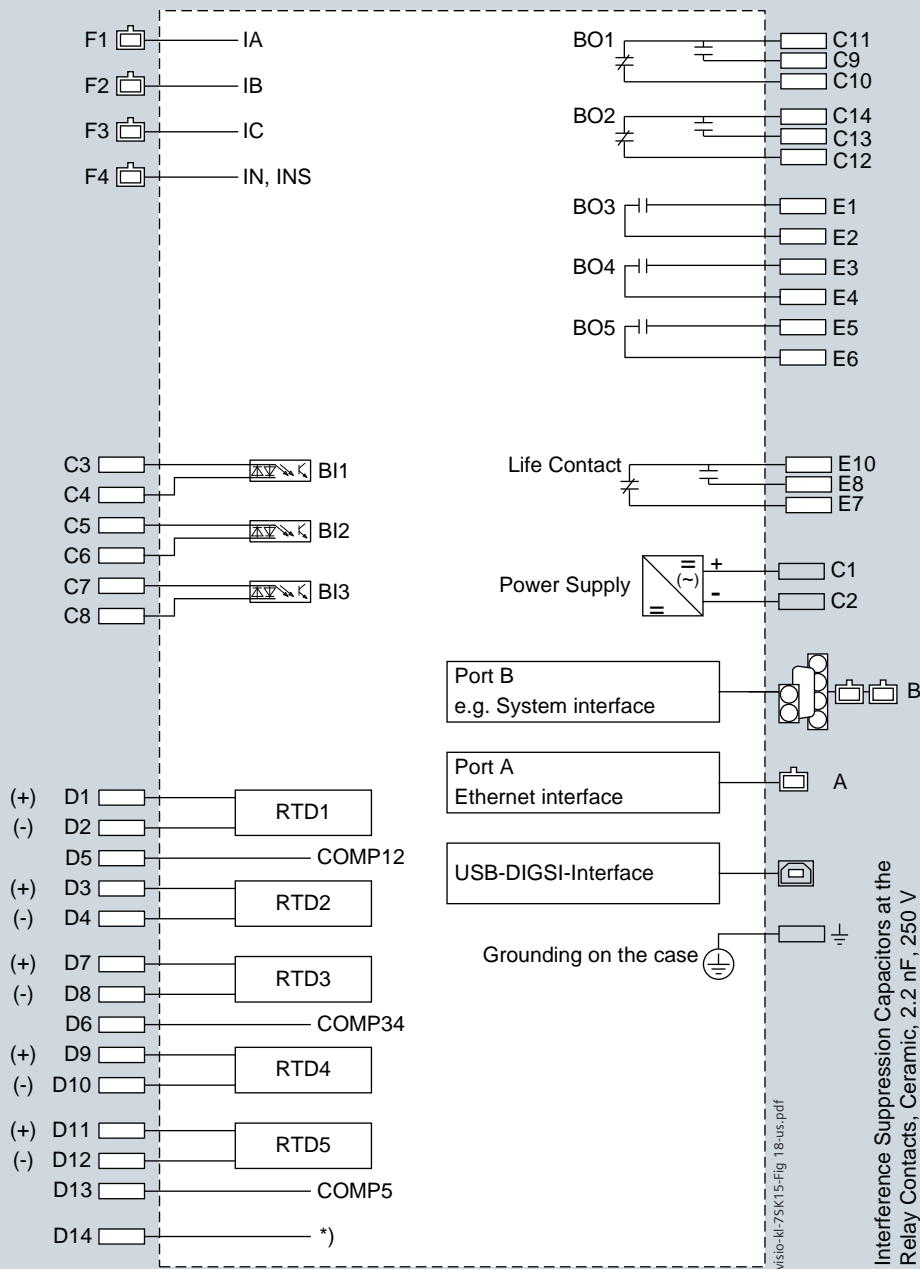 F1 IA
F2 IB
F3 IC
F4 IN, INS
BO1 C11
C9
C10
BO2 C14
C13
C12
BO3 E1
E2
BO4 E3
E4
BO5 E5
E6
C3 BI1
C4
C5 BI2
C6
C7 BI3
C8
Life Contact E10
E8
E7
Power Supply = (~) = + C1
- C2
Port B
e.g. System interface
B
Port A
Ethernet interface
A
USB-DIGSI-Interface
Grounding on the case
(+) D1 RTD1
(-) D2
D5 COMP12
(+) D3 RTD2
(-) D4
(+) D7 RTD3
(-) D8
D6 COMP34
(+) D9 RTD4
(-) D10
(+) D11 RTD5
(-) D12
D13 COMP5
D14 *)
visio-kl-7SK15-Fig 18-us.pdf
Interference Suppression Capacitors at the
Relay Contacts, Ceramic, 2.2 nF, 250 V